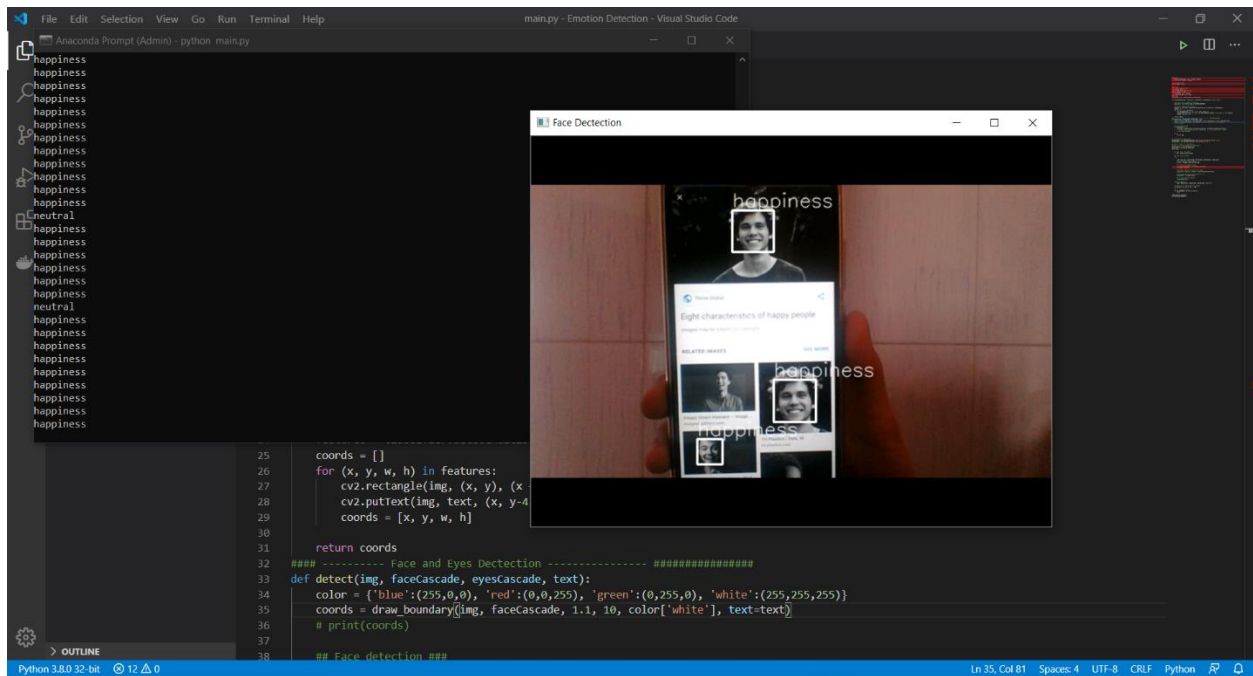 File Edit Selection View Go Run Terminal Help
main.py - Emotion Detection - Visual Studio Code
Anaconda Prompt (Admin) - python main.py
happiness
happiness
happiness
happiness
happiness
happiness
happiness
happiness
happiness
happiness
happiness
happiness
neutral
happiness
happiness
happiness
happiness
happiness
happiness
neutral
happiness
happiness
happiness
happiness
happiness
happiness
happiness
happiness
happiness
Face Dectection
happiness
Eight characteristics of happy people
RELATED IMAGES
SEE MORE
happiness
happiness
25 coords = []
26 for (x, y, w, h) in features:
27 cv2.rectangle(img, (x, y), (x
28 cv2.putText(img, text, (x, y-4
29 coords = [x, y, w, h]
30
31 return coords
32 #### ---------- Face and Eyes Dectection ---------------- ################
33 def detect(img, faceCascade, eyesCascade, text):
34 color = {'blue':(255,0,0), 'red':(0,0,255), 'green':(0,255,0), 'white':(255,255,255)}
35 coords = draw_boundary(img, faceCascade, 1.1, 10, color['white'], text=text)
36 # print(coords)
37
38 ## Face detection ###
> OUTLINE
Python 3.8.0 32-bit 12 0
Ln 35, Col 81 Spaces: 4 UTF-8 CRLF Python